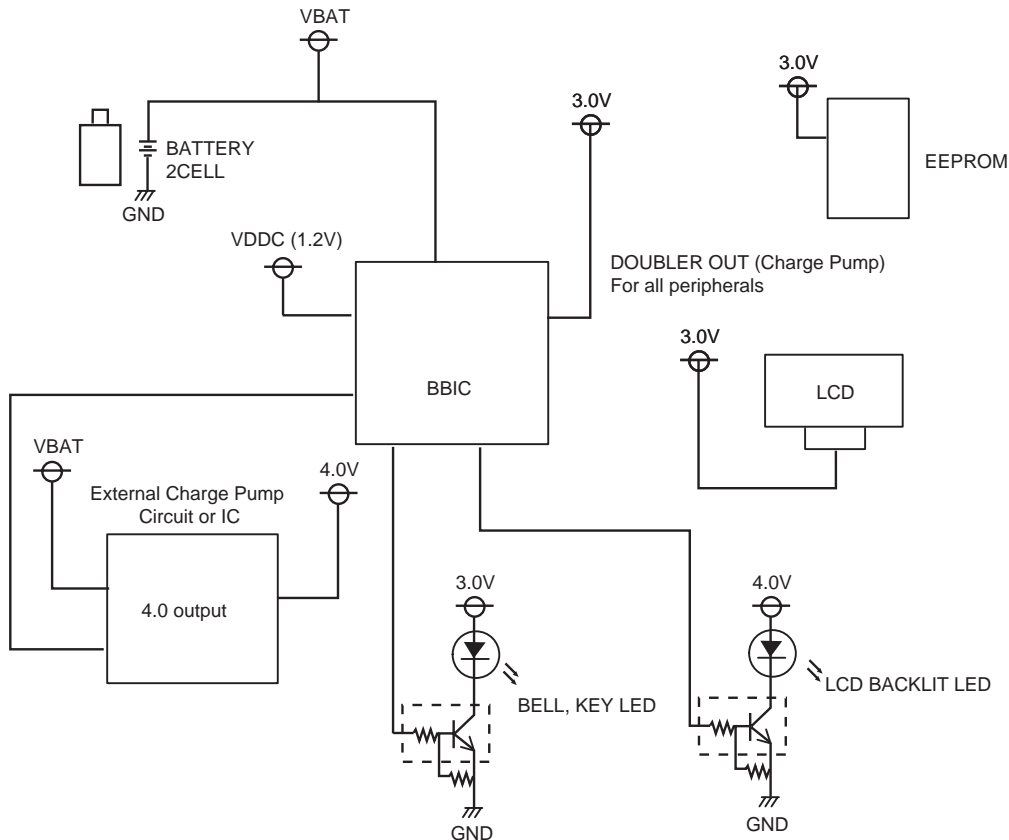 VBAT
3.0V
3.0V
BATTERY
2CELL
EEPROM
GND
VDDC (1.2V)
DOUBLER OUT (Charge Pump)
For all peripherals
3.0V
BBIC
LCD
VBAT
4.0V
External Charge Pump
Circuit or IC
4.0 output
3.0V
4.0V
BELL, KEY LED
LCD BACKLIT LED
GND
GND